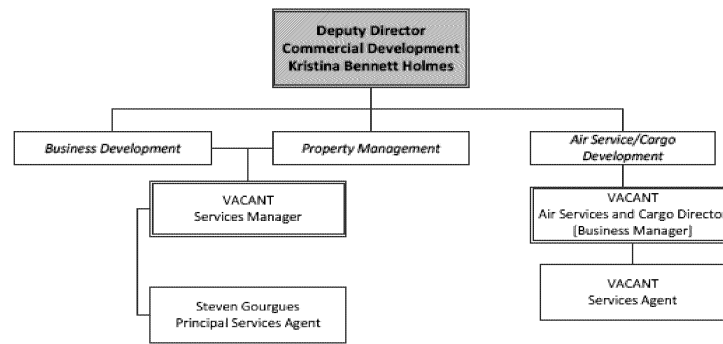 Deputy Director
Commercial Development
Kristina Bennett Holmes
Business Development
Property Management
Air Service/Cargo
Development
VACANT
Services Manager
VACANT
Air Services and Cargo Director
[Business Manager]
Steven Gourgues
Principal Services Agent
VACANT
Services Agent